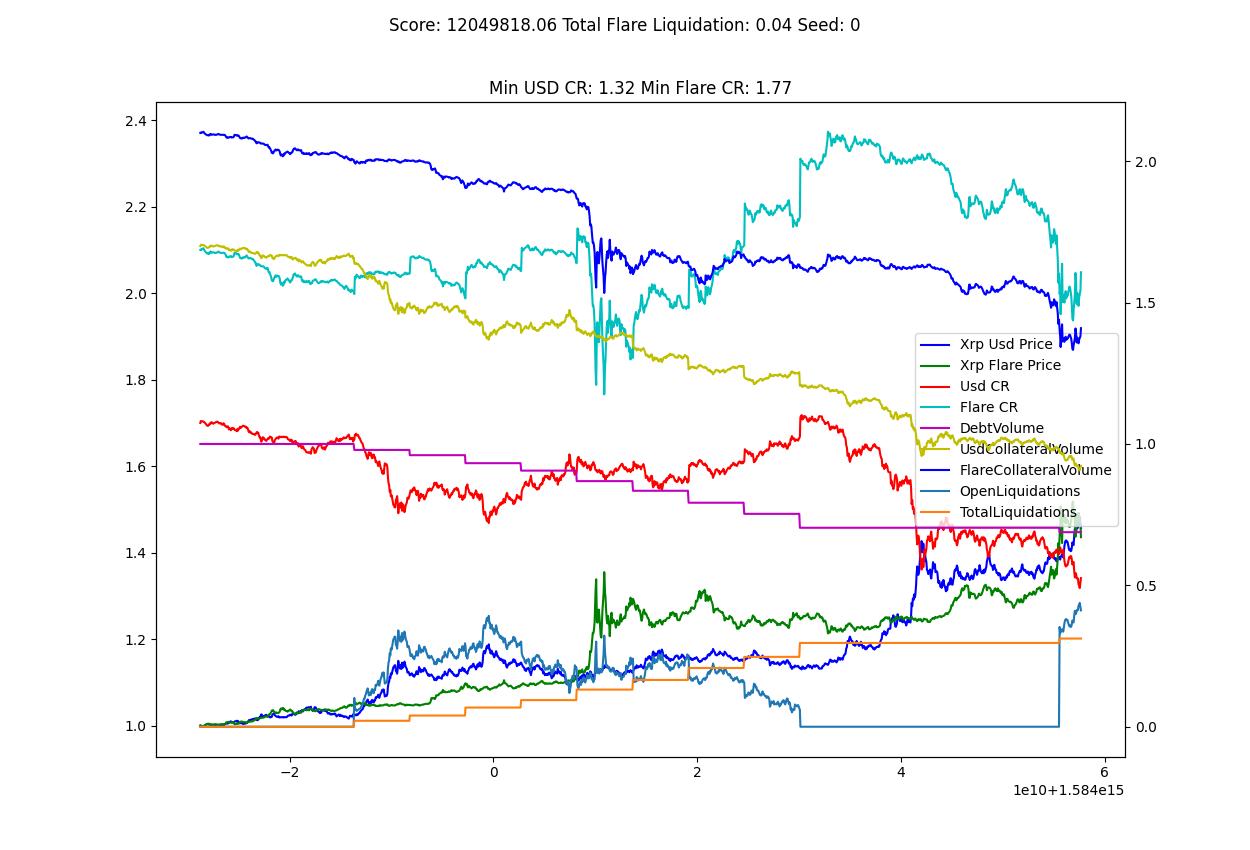 Score: 12049818.06 Total Flare Liquidation: 0.04 Seed: 0
Min USD CR: 1.32 Min Flare CR: 1.77
2.4
2.2
2.0
1.8
1.6
1.4
1.2
1.0
2.0
1.5
1.0
0.5
0.0
Xrp Usd Price
Xrp Flare Price
Usd CR
Flare CR
DebtVolume
UsdCollateralVolume
FlareCollateralVolume
OpenLiquidations
TotalLiquidations
−2
0
2
4
6
1e10+1.584e15